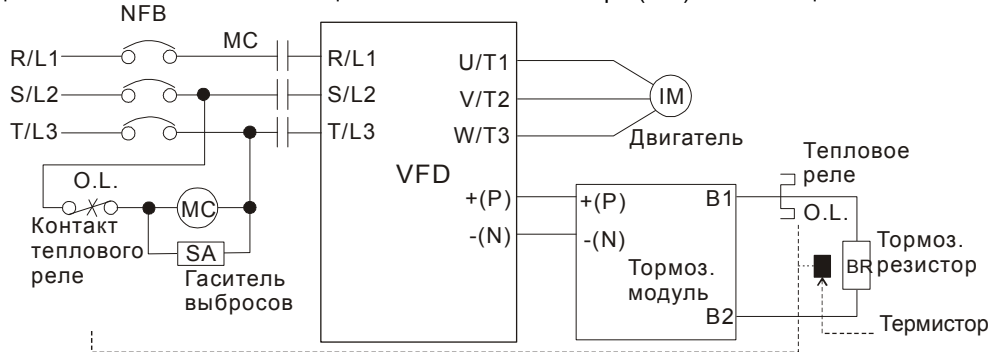 NFB
MC
R/L1
R/L1
U/T1
S/L2
S/L2
V/T2
IM
T/L3
T/L3
W/T3
Двигатель
VFD
Тепловое
реле
O.L.
O.L.
MC
+(P)
+(P)
B1
Контакт
теплового
реле
SA
-(N)
-(N)
Гаситель
выбросов
Тормоз.
модуль
BR
Тормоз.
резистор
B2
Термистор